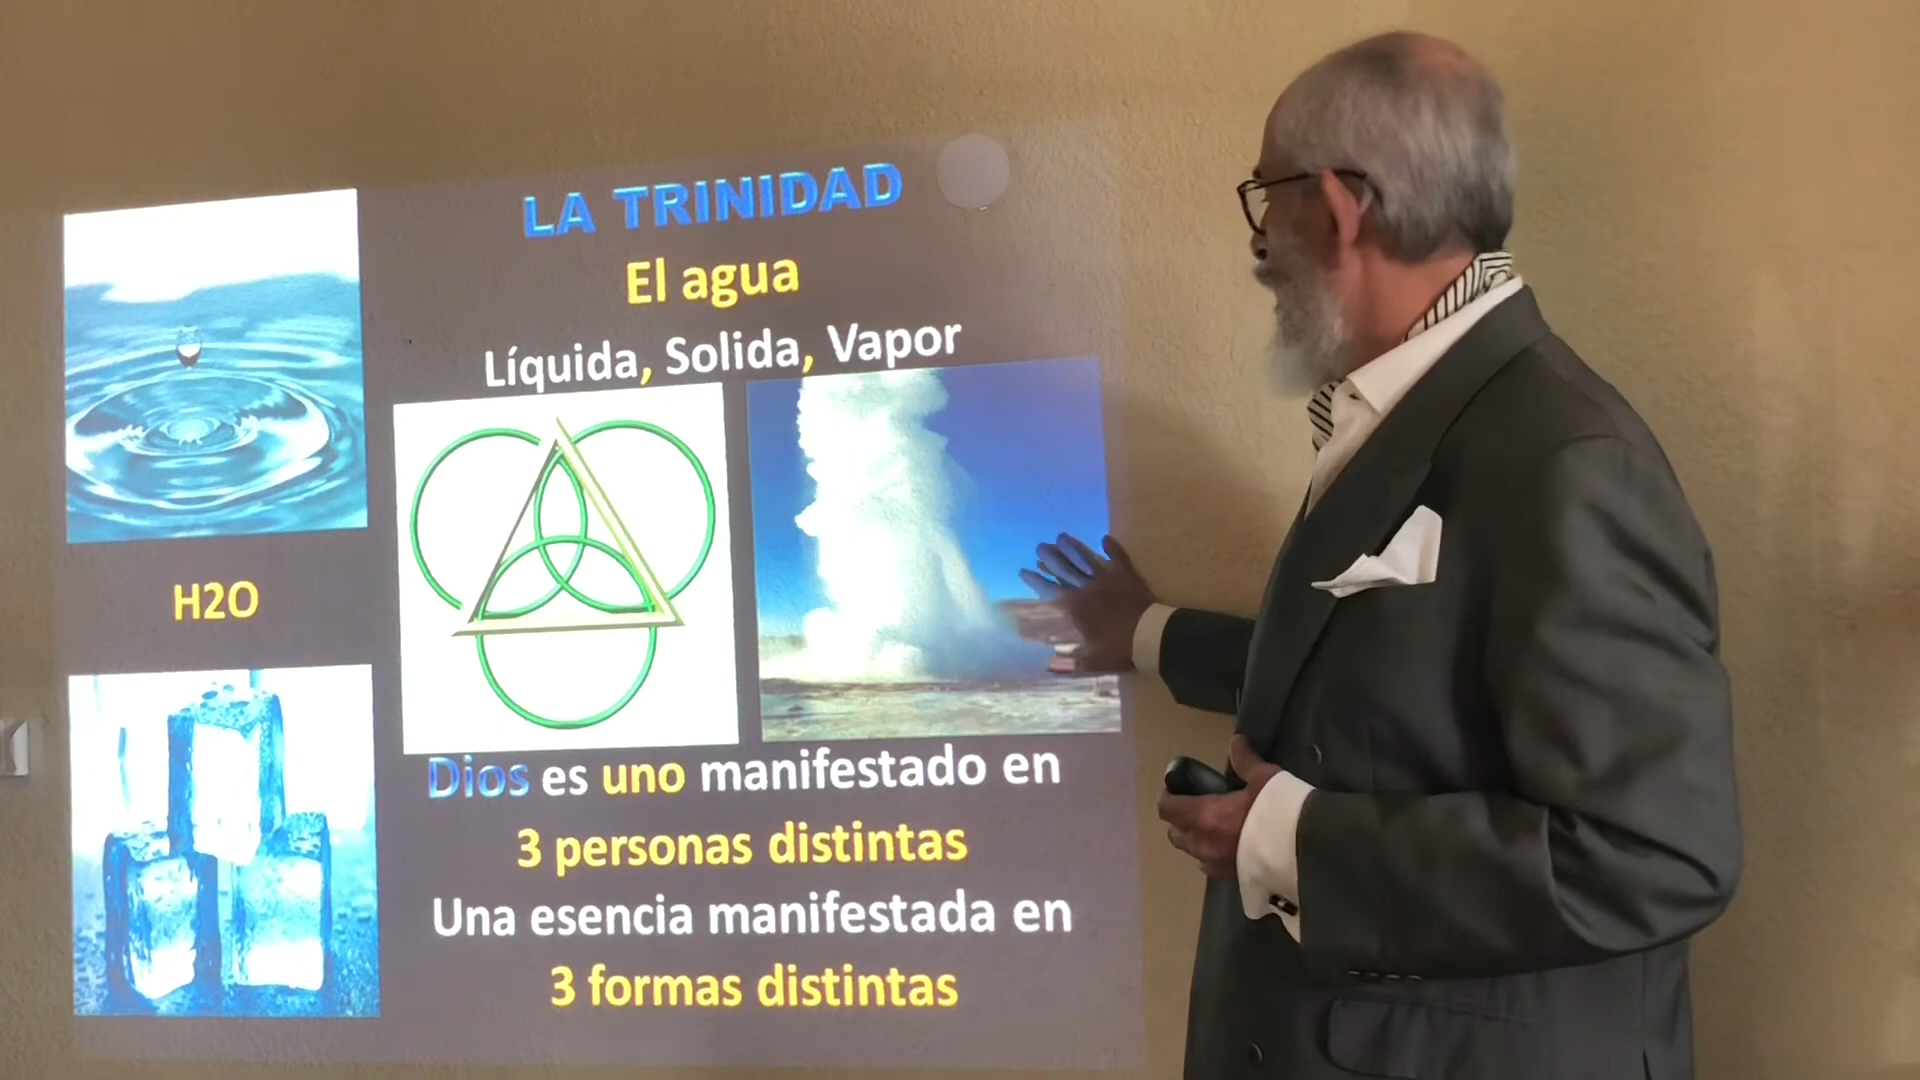 LA TRINIDAD
El agua
Líquida, Solida, Vapor
H2O
Dios es uno manifestado en
3 personas distintas
Una esencia manifestada en
3 formas distintas